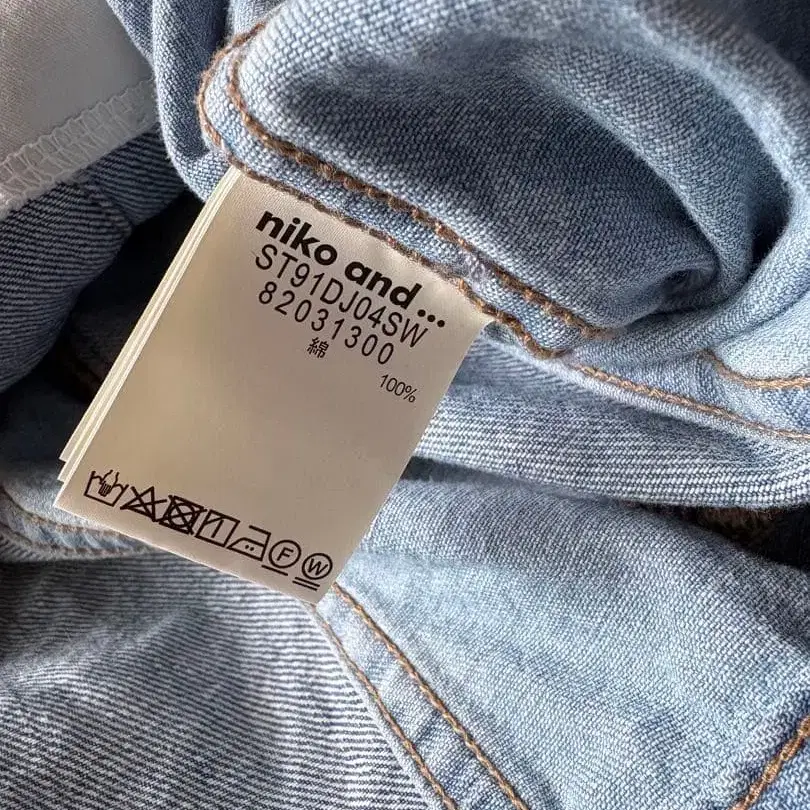 niko and...
ST91DJ04SW
82031300
綿
100%
F
W